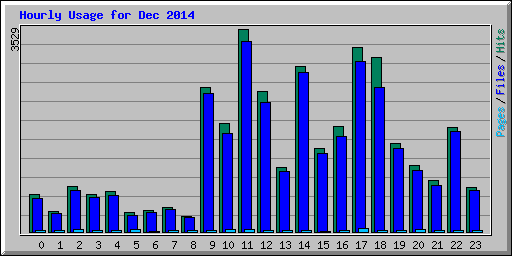 Hourly Usage for Dec 2014
3529
Pages / Files / Hits
0 1 2 3 4 5 6 7 8 9 10 11 12 13 14 15 16 17 18 19 20 21 22 23